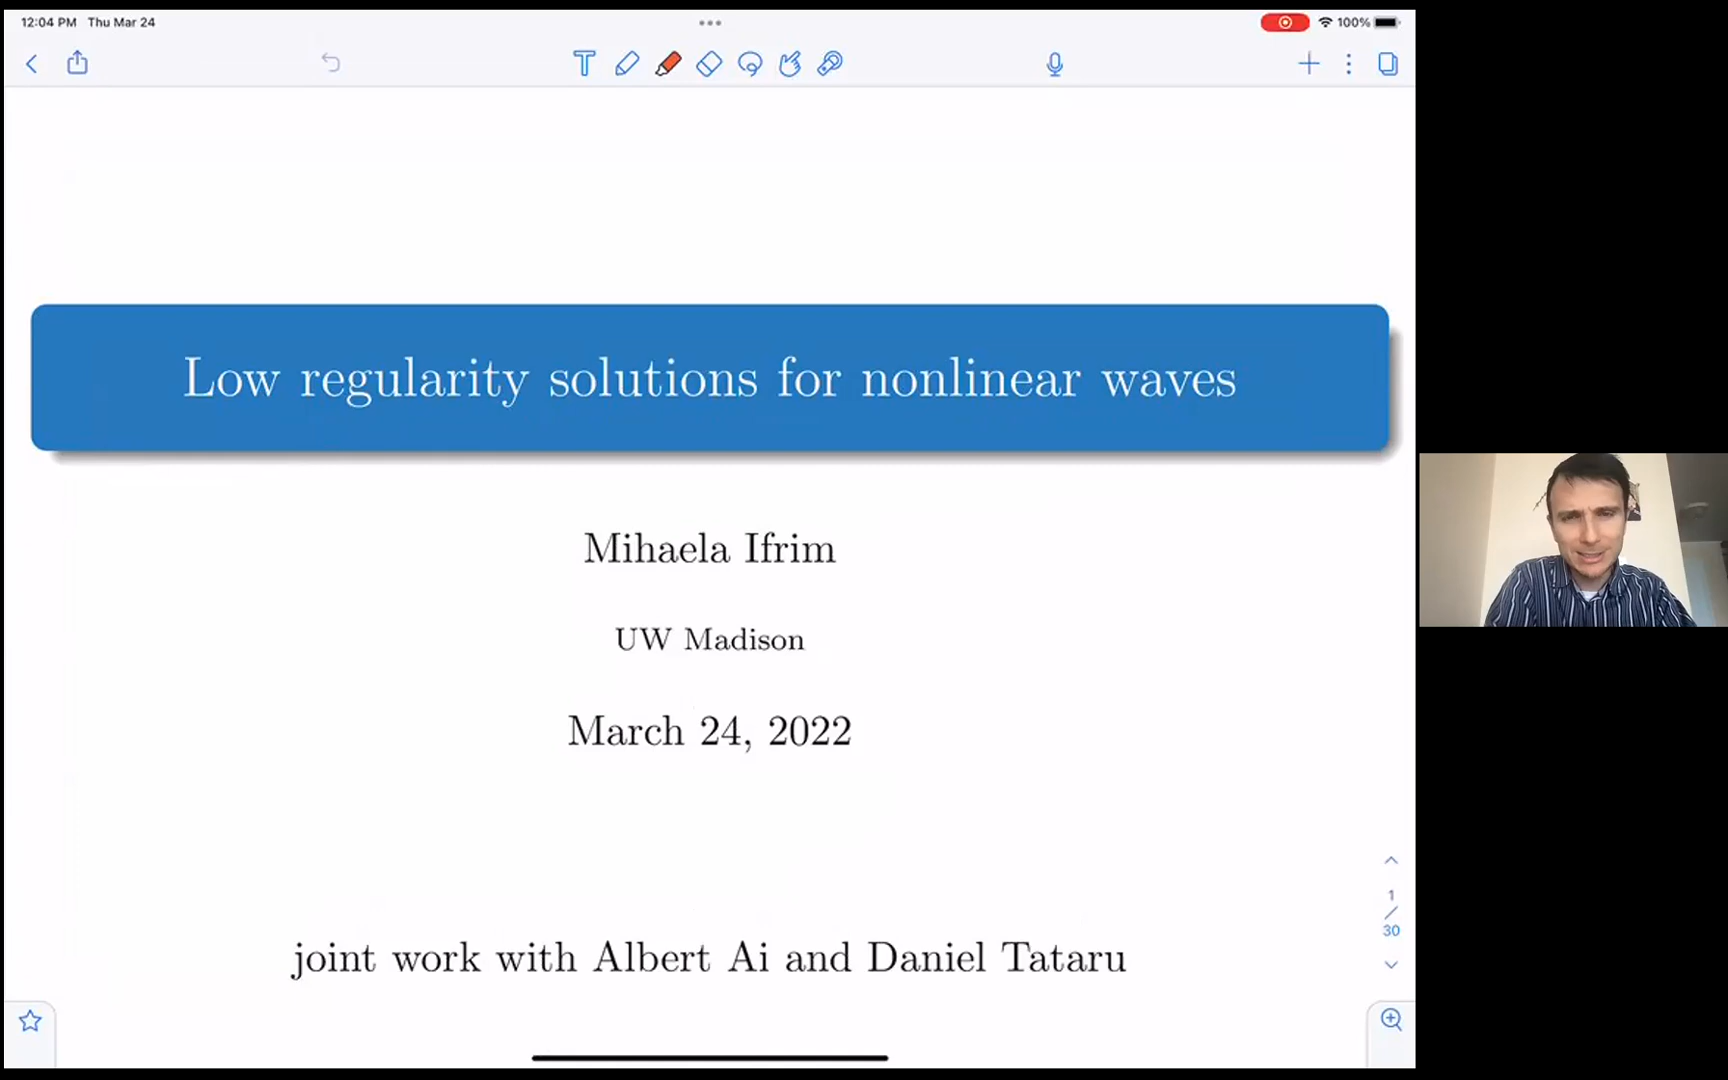 12:04 PM Thu Mar 24
100%
T
Low regularity solutions for nonlinear waves
Mihaela Ifrim
UW Madison
March 24, 2022
1
/
30
joint work with Albert Ai and Daniel Tataru